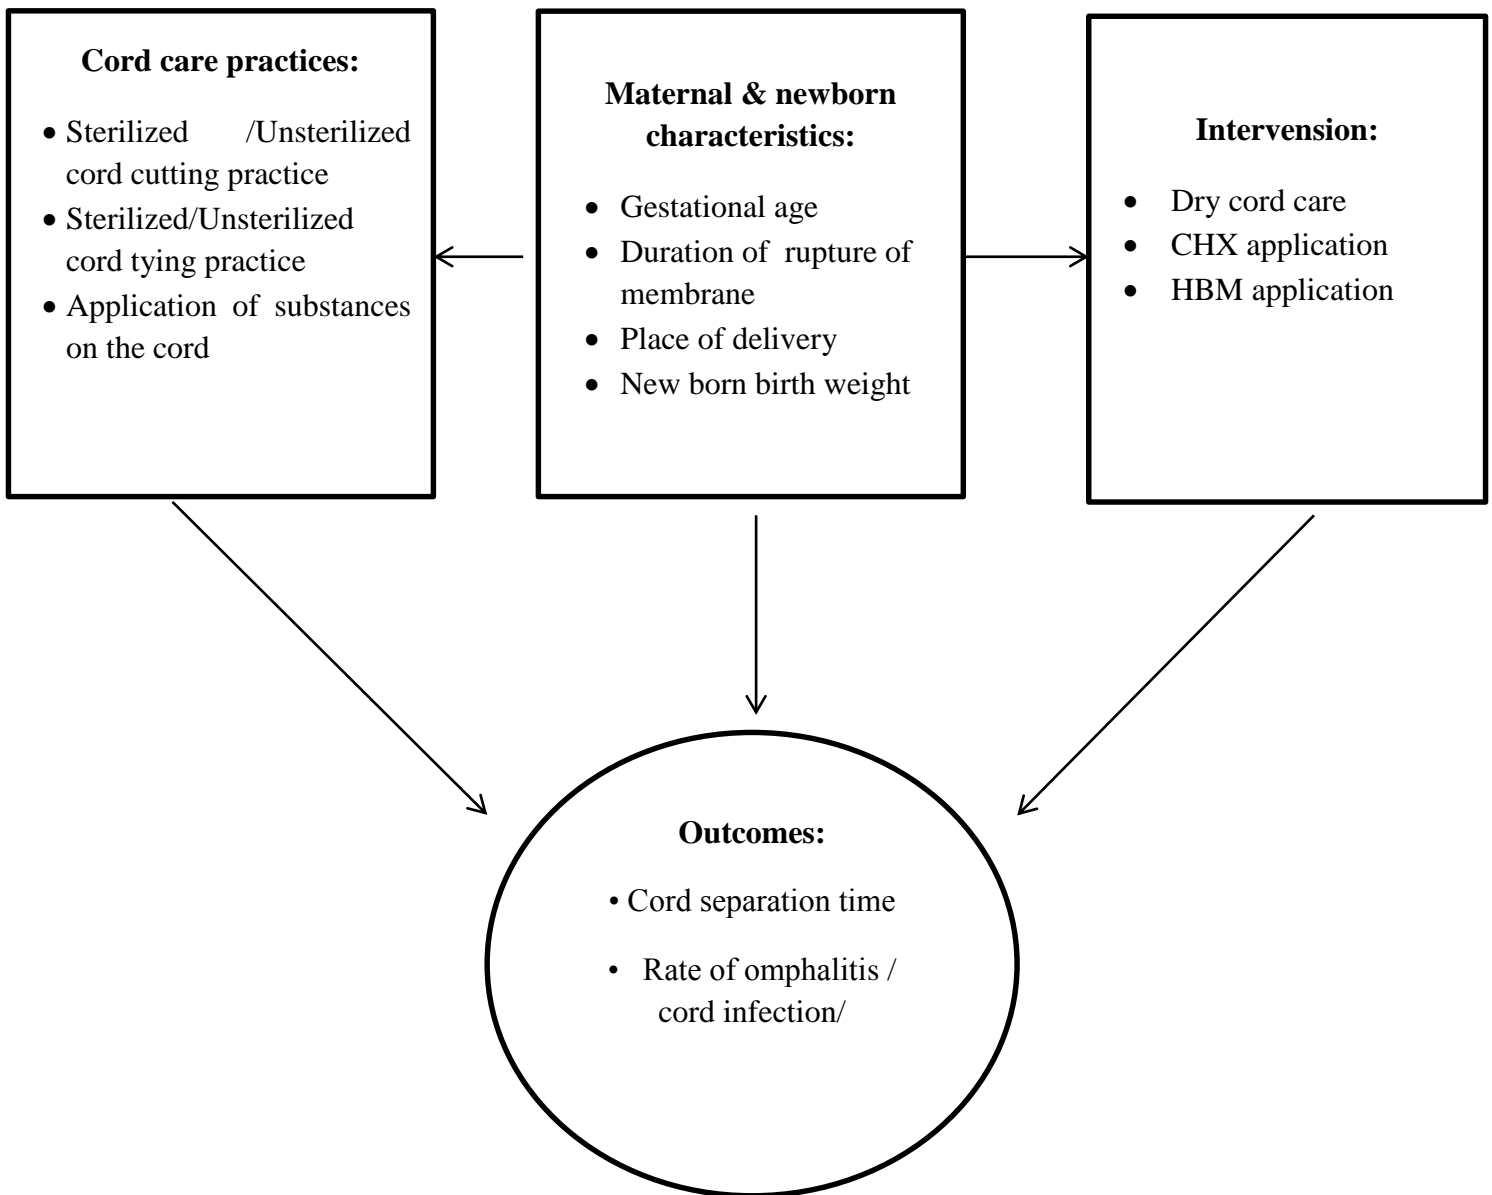 Cord care practices:
• Sterilized /Unsterilized
cord cutting practice
• Sterilized/Unsterilized
cord tying practice
• Application of substances
on the cord
Maternal & newborn
characteristics:
• Gestational age
• Duration of rupture of
membrane
• Place of delivery
• New born birth weight
Intervension:
• Dry cord care
• CHX application
• HBM application
Outcomes:
• Cord separation time
• Rate of omphalitis /
cord infection/